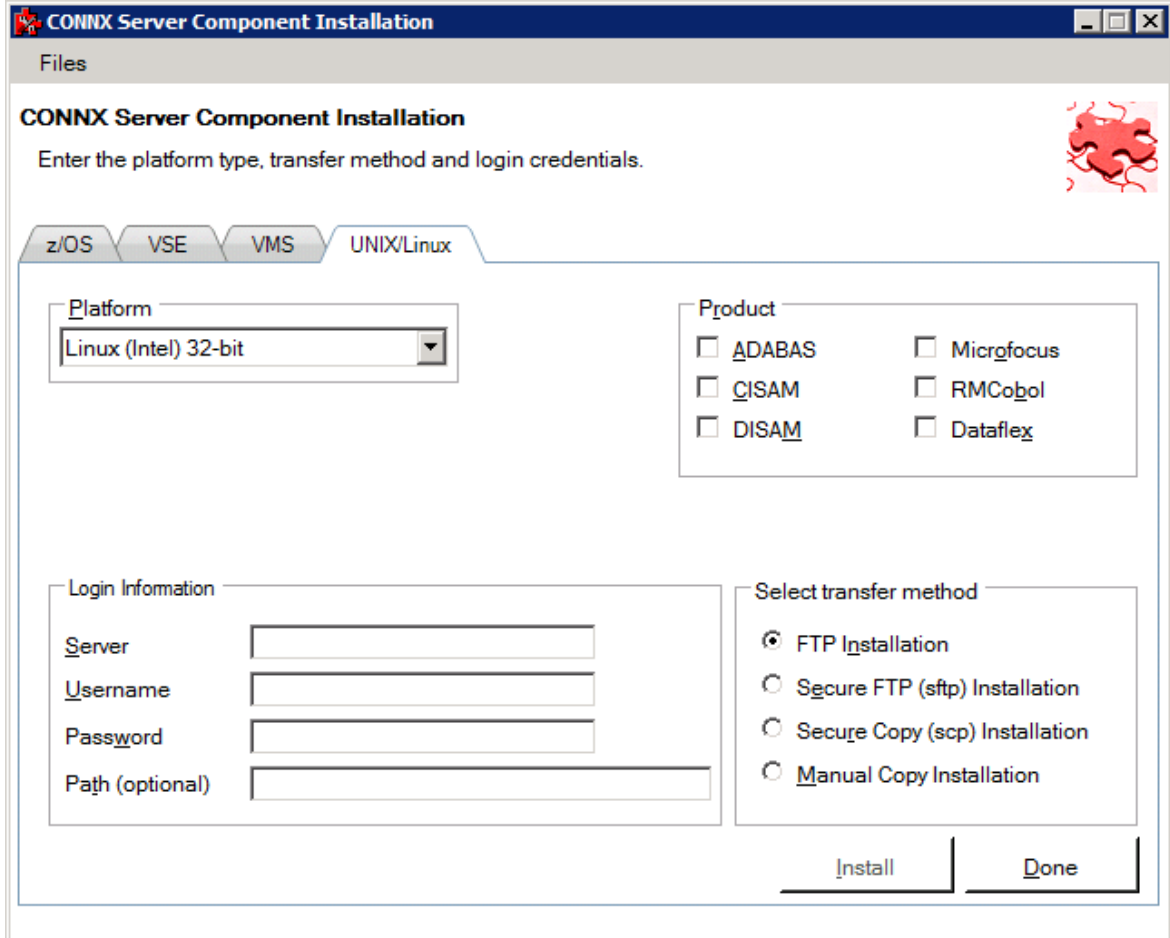 CONNX Server Component Installation
Files
CONNX Server Component Installation
Enter the platform type, transfer method and login credentials.
z/OS VSE VMS UNIX/Linux
Platform
Linux (Intel) 32-bit
Product
ADABAS Microfocus
CISAM RMCobol
DISAM Dataflex
Login Information
Server
Username
Password
Path (optional)
Select transfer method
FTP Installation
Secure FTP (sftp) Installation
Secure Copy (scp) Installation
Manual Copy Installation
Install Done